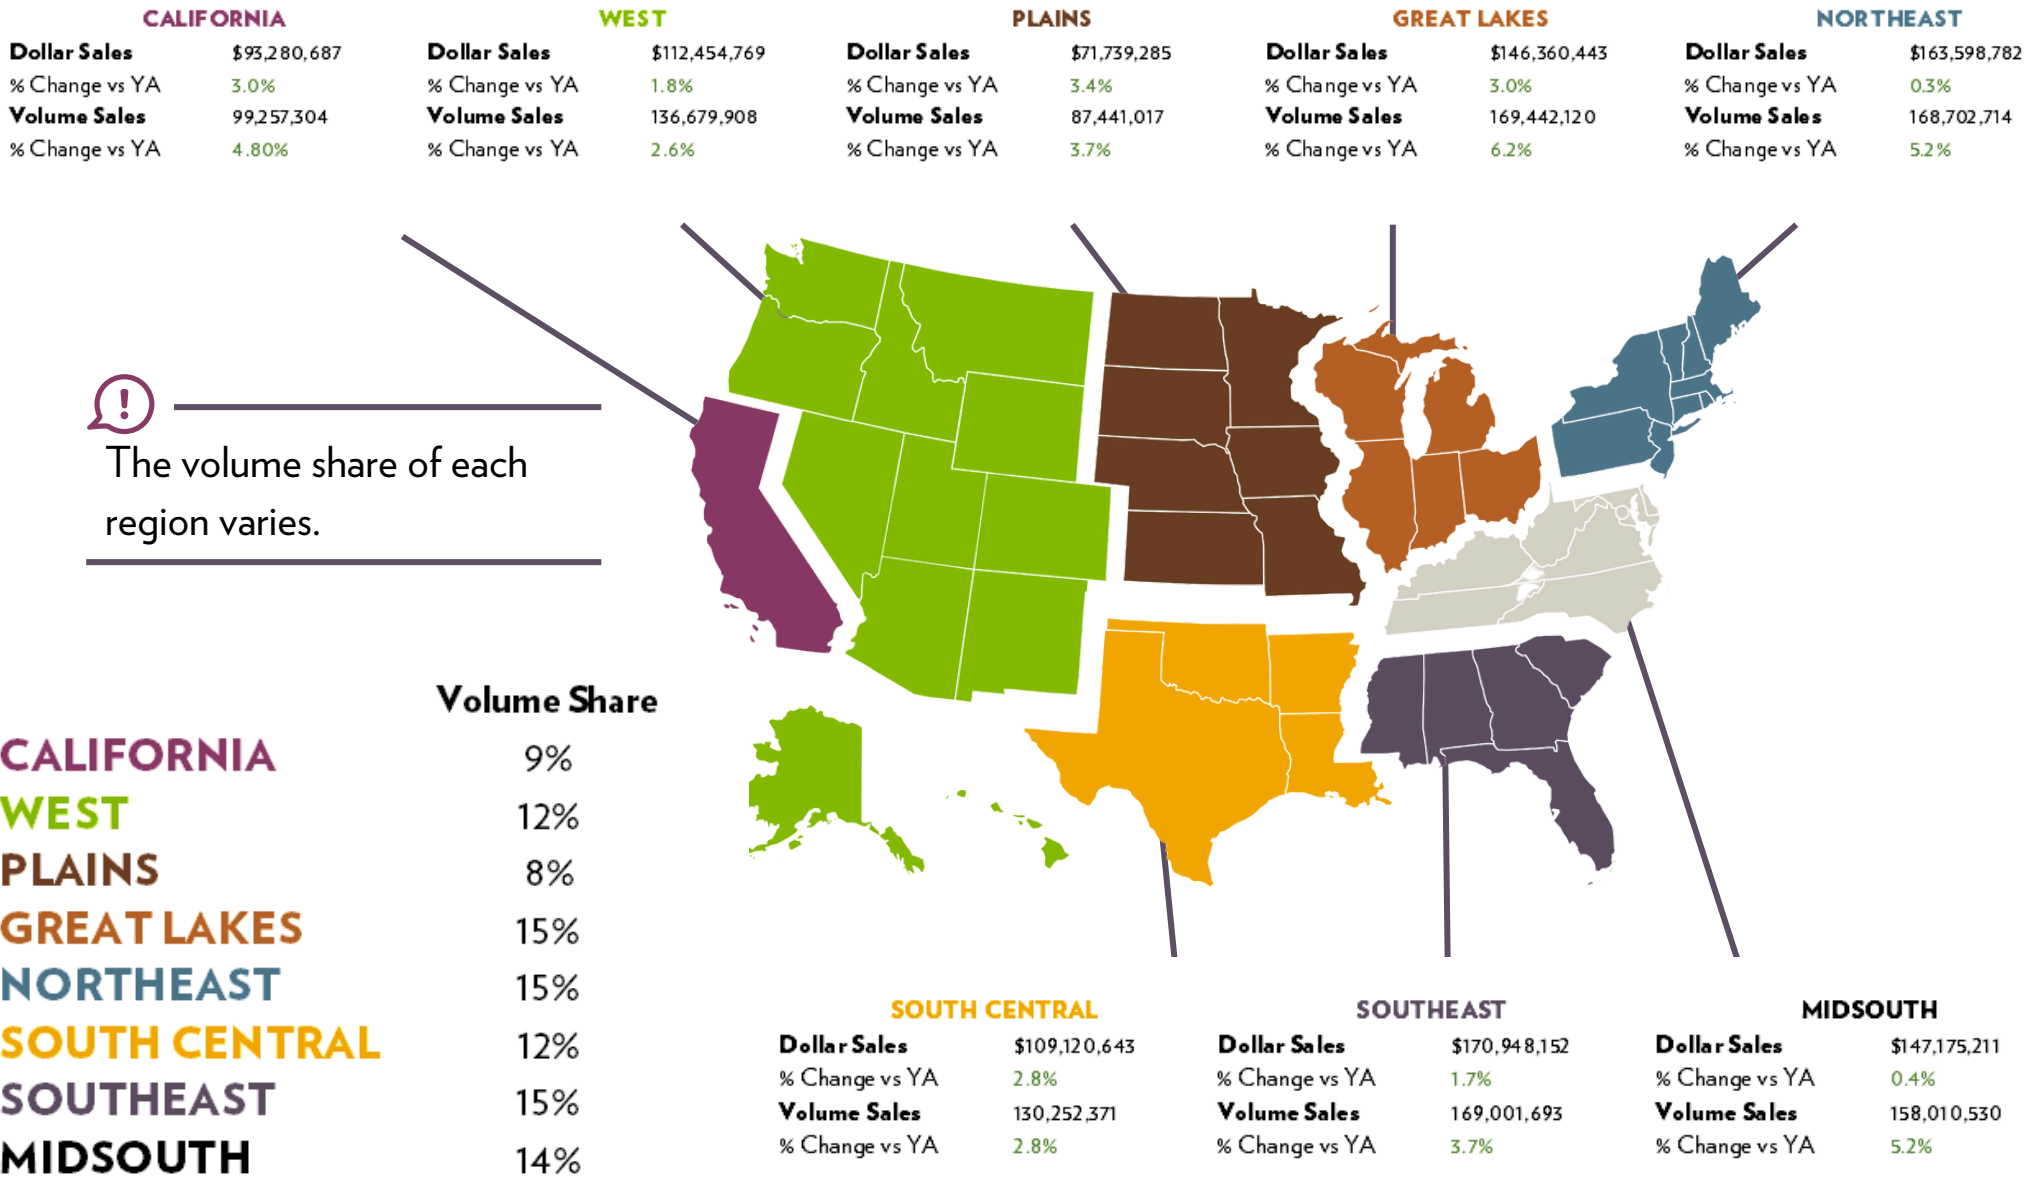 CALIFORNIA WEST PLAINS GREAT LAKES NORTHEAST
Dollar Sales $93,280,687 Dollar Sales $112,454,769 Dollar Sales $71,739,285 Dollar Sales $146,360,443 Dollar Sales $163,598,782
% Change vs YA 3.0% % Change vs YA 1.8% % Change vs YA 3.4% % Change vs YA 3.0% % Change vs YA 0.3%
Volume Sales 99,257,304 Volume Sales 136,679,908 Volume Sales 87,441,017 Volume Sales 169,442,120 Volume Sales 168,702,714
% Change vs YA 4.80% % Change vs YA 2.6% % Change vs YA 3.7% % Change vs YA 6.2% % Change vs YA 5.2%
!
The volume share of each
region varies.
Volume Share
CALIFORNIA 9%
WEST 12%
PLAINS 8%
GREAT LAKES 15%
NORTHEAST 15%
SOUTH CENTRAL 12%
SOUTHEAST 15%
MIDSOUTH 14%
SOUTH CENTRAL SOUTHEAST MIDSOUTH
Dollar Sales $109,120,643 Dollar Sales $170,948,152 Dollar Sales $147,175,211
% Change vs YA 2.8% % Change vs YA 1.7% % Change vs YA 0.4%
Volume Sales 130,252,371 Volume Sales 169,001,693 Volume Sales 158,010,530
% Change vs YA 2.8% % Change vs YA 3.7% % Change vs YA 5.2%